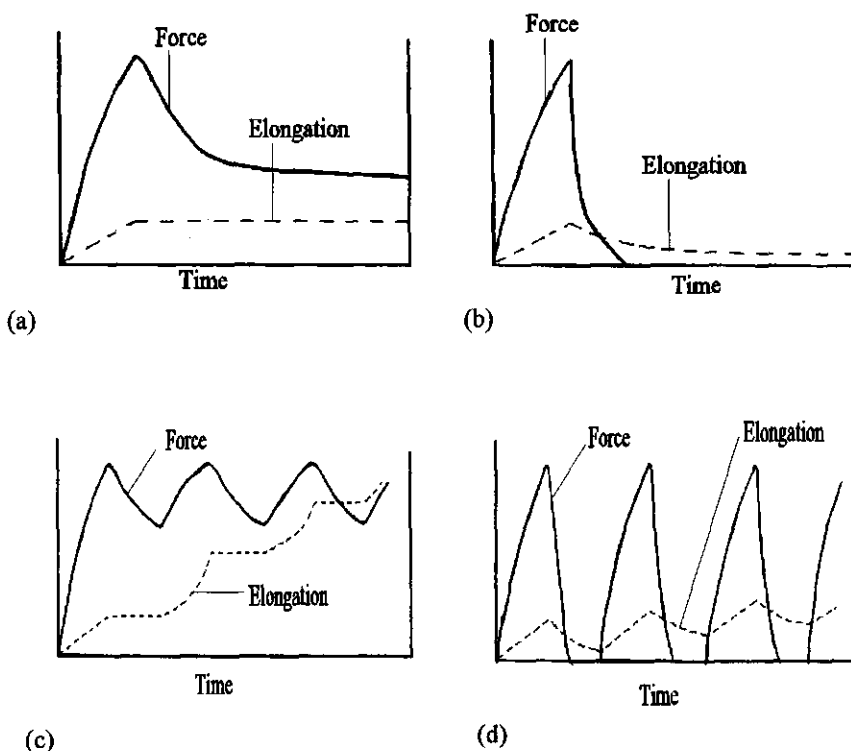 Force
Elongation
Time
(a)
Force
Elongation
Time
(b)
Force
Elongation
Time
(c)
Force
Elongation
Time
(d)